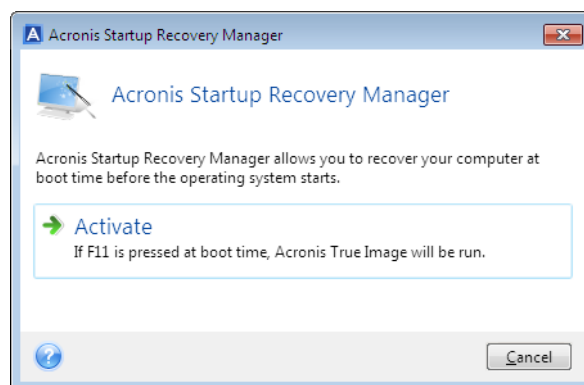 Acronis Startup Recovery Manager
Acronis Startup Recovery Manager
Acronis Startup Recovery Manager allows you to recover your computer at
boot time before the operating system starts.
Activate
If F11 is pressed at boot time, Acronis True Image will be run.
Cancel